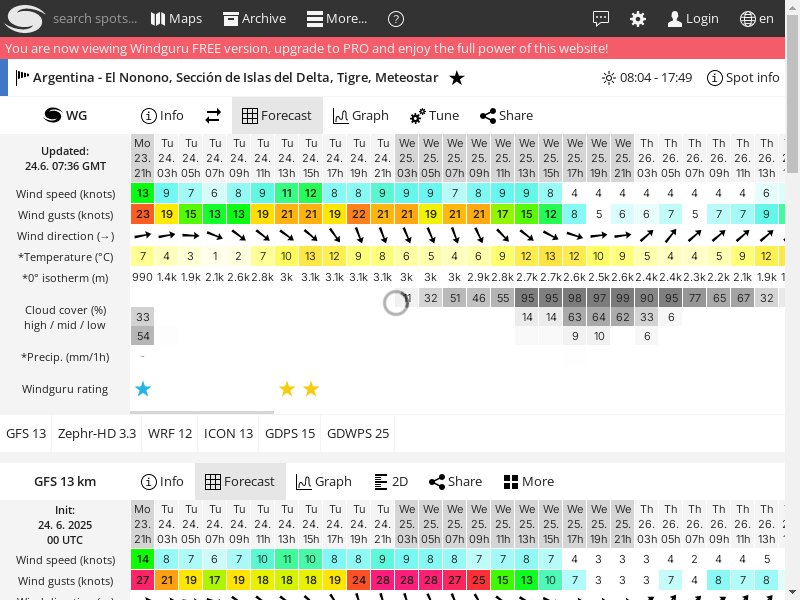 search spots... Maps Archive More... ? Login en
You are now viewing Windguru FREE version, upgrade to PRO and enjoy the full power of this website!
Argentina - El Nonono, Sección de Islas del Delta, Tigre, Meteostar ★ 08:04 - 17:49 Spot info
WG Info Forecast Graph Tune Share
Updated:
24.6. 07:36 GMT
Mo Tu Tu Tu Tu Tu Tu Tu Tu Tu Tu We We We We We We We We We We Th Th Th Th Th Th
23. 24. 24. 24. 24. 24. 24. 24. 24. 24. 24. 25. 25. 25. 25. 25. 25. 25. 25. 25. 25. 26. 26. 26. 26. 26. 26.
21h 03h 05h 07h 09h 11h 13h 15h 17h 19h 21h 03h 05h 07h 09h 11h 13h 15h 17h 19h 21h 03h 05h 07h 09h 11h 13h
Wind speed (knots) 13 9 7 6 8 9 11 12 8 8 9 9 9 7 8 9 9 8 4 4 4 4 4 4 4 4 6
Wind gusts (knots) 23 19 15 13 13 19 21 21 19 22 21 21 19 21 21 17 15 12 8 5 6 6 7 5 7 7 9
Wind direction (→)
*Temperature (°C) 7 4 3 1 2 7 10 13 12 9 8 6 5 4 6 9 12 13 12 10 9 5 4 4 5 9 12
*0° isotherm (m) 990 1.4k 1.9k 2.1k 2.6k 2.8k 3k 3.1k 3.1k 3.1k 3.1k 3k 3k 3k 2.9k 2.8k 2.7k 2.7k 2.6k 2.5k 2.6k 2.4k 2.4k 2.3k 2.2k 2.1k 1.9k
Cloud cover (%)
high / mid / low
32 51 46 55 95 95 98 97 99 90 95 77 65 67 32
33 14 14 63 64 62 33 6
54 9 10 6
*Precip. (mm/1h) -
Windguru rating ★ ★ ★
GFS 13 Zephr-HD 3.3 WRF 12 ICON 13 GDPS 15 GDWPS 25
GFS 13 km Info Forecast Graph 2D Share More
Init:
24. 6. 2025
00 UTC
Mo Tu Tu Tu Tu Tu Tu Tu Tu Tu Tu We We We We We We We We We We Th Th Th Th Th Th
23. 24. 24. 24. 24. 24. 24. 24. 24. 24. 24. 25. 25. 25. 25. 25. 25. 25. 25. 25. 25. 26. 26. 26. 26. 26. 26.
21h 03h 05h 07h 09h 11h 13h 15h 17h 19h 21h 03h 05h 07h 09h 11h 13h 15h 17h 19h 21h 03h 05h 07h 09h 11h 13h
Wind speed (knots) 14 8 7 6 7 10 11 10 8 8 9 9 8 8 7 7 8 7 4 3 3 3 4 2 4 4 5
Wind gusts (knots) 27 21 19 17 19 18 18 18 19 24 28 28 28 27 25 15 13 10 7 3 3 3 7 4 8 7 8